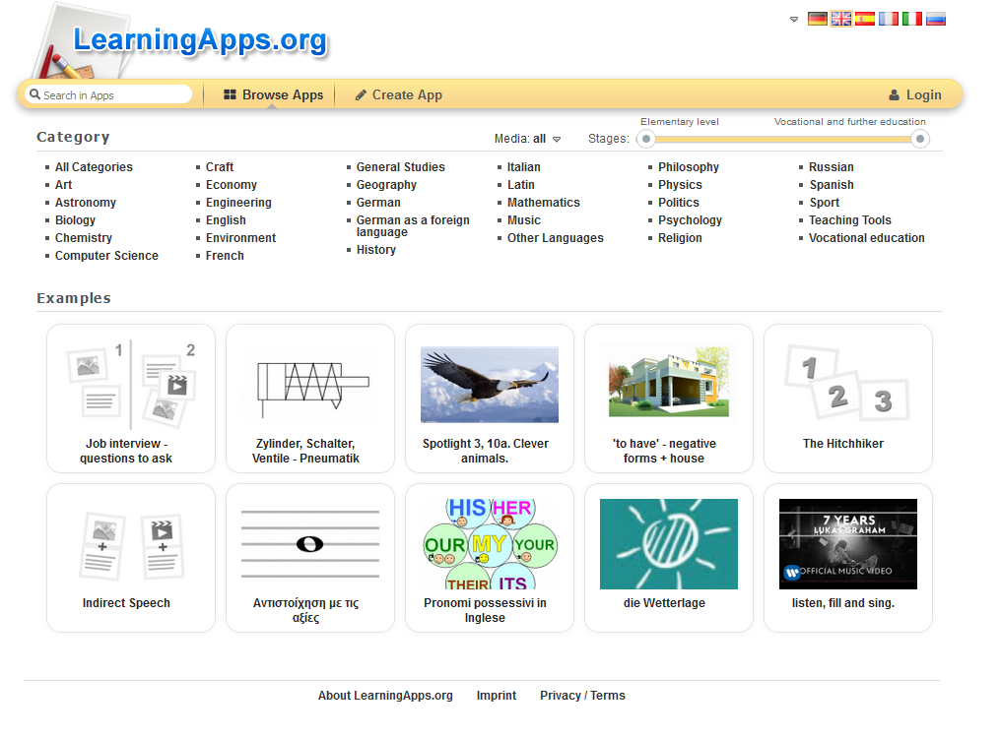 LearningApps.org
Search in Apps
Browse Apps
Create App
Login
Category
Media: all
Stages:
Elementary level
Vocational and further education
All Categories
Art
Astronomy
Biology
Chemistry
Computer Science
Craft
Economy
Engineering
English
Environment
French
General Studies
Geography
German
German as a foreign
language
History
Italian
Latin
Mathematics
Music
Other Languages
Philosophy
Physics
Politics
Psychology
Religion
Russian
Spanish
Sport
Teaching Tools
Vocational education
Examples
1 2
Job interview -
questions to ask
Zylinder, Schalter,
Ventile - Pneumatik
Spotlight 3, 10a. Clever
animals.
'to have' - negative
forms + house
1 2 3
The Hitchhiker
Indirect Speech
Αντιστοίχηση με τις
αξίες
HIS HER
OUR MY YOUR
THEIR ITS
Pronomi possessivi in
Inglese
die Wetterlage
7 YEARS
LUKAS GRAHAM
OFFICIAL MUSIC VIDEO
listen, fill and sing.
About LearningApps.org
Imprint
Privacy / Terms